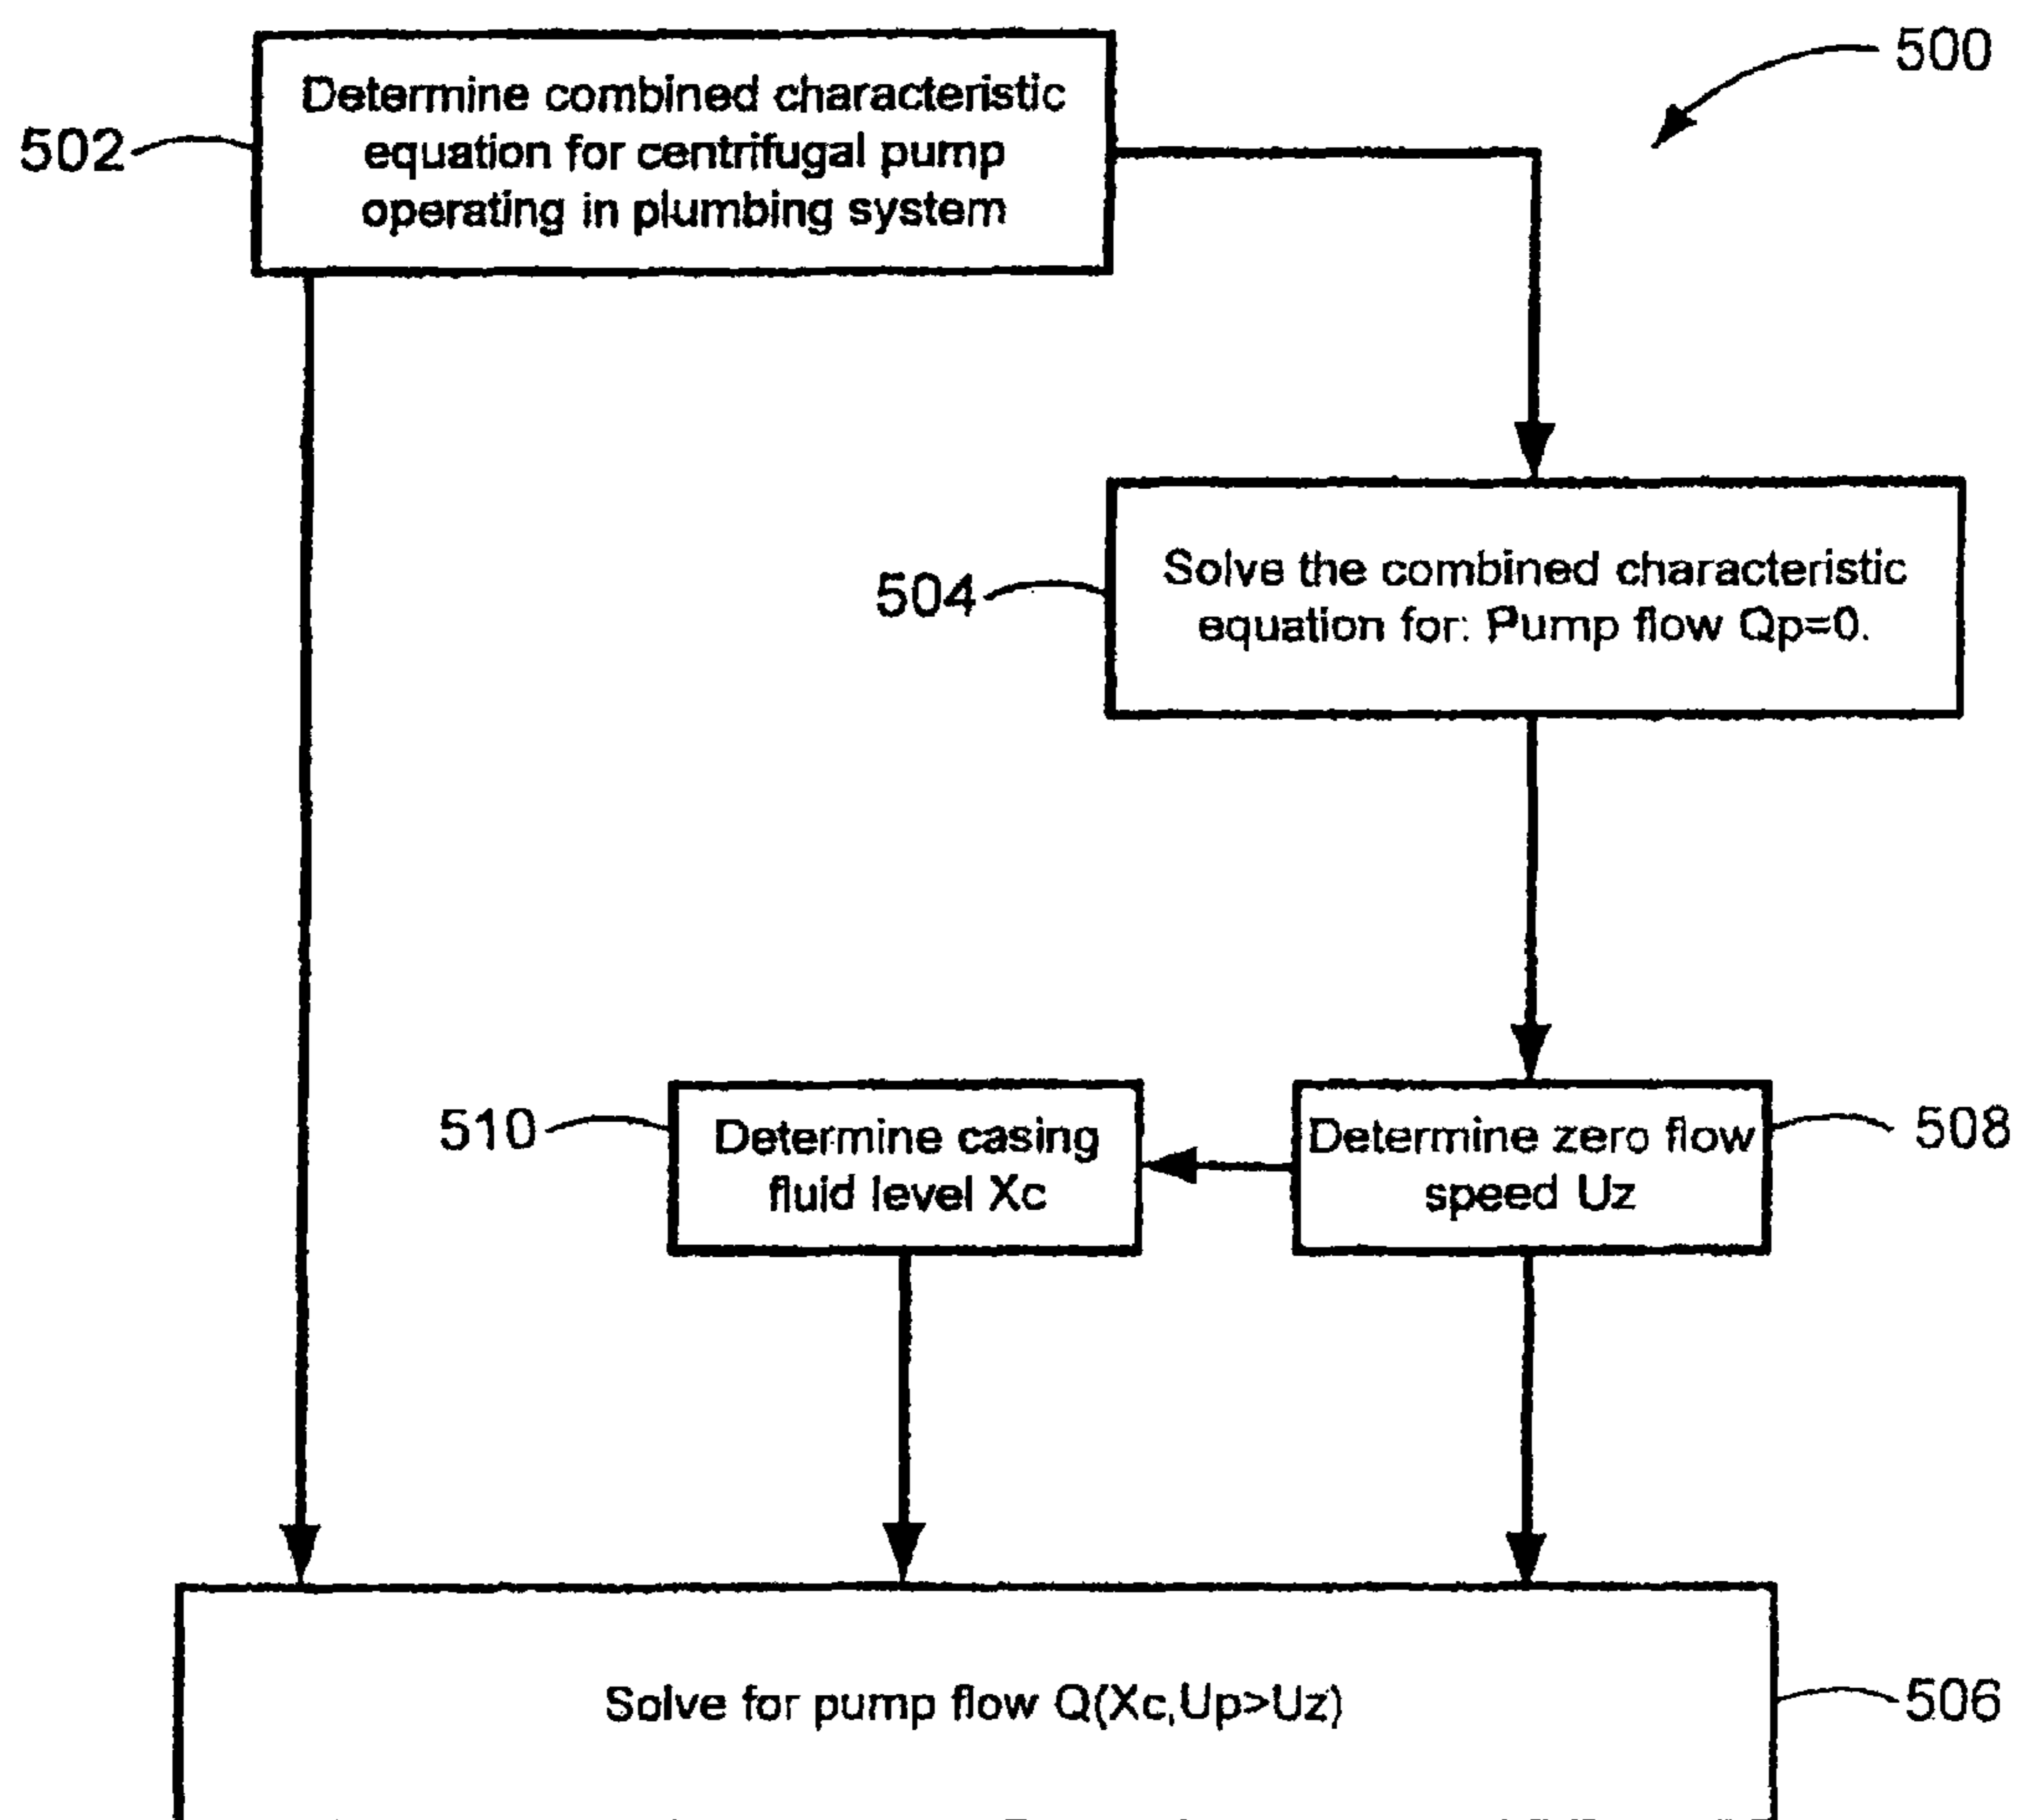 500
502
Determine combined characteristic
equation for centrifugal pump
operating in plumbing system
504
Solve the combined characteristic
equation for: Pump flow Qp=0.
510
Determine casing
fluid level Xc
Determine zero flow
speed Uz
508
Solve for pump flow Q(Xc,Up>Uz)
506